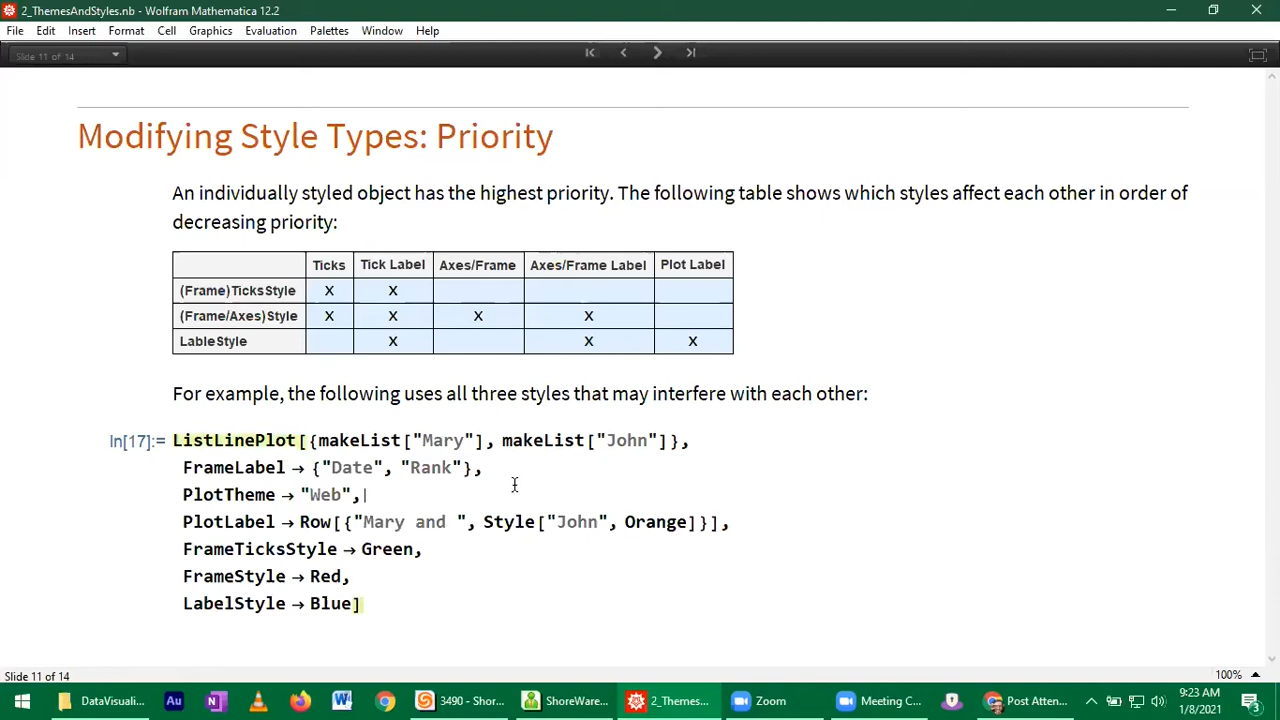 2_ThemesAndStyles.nb - Wolfram Mathematica 12.2
File Edit Insert Format Cell Graphics Evaluation Palettes Window Help
Slide 11 of 14
Modifying Style Types: Priority
An individually styled object has the highest priority. The following table shows which styles affect each other in order of
decreasing priority:
Ticks Tick Label Axes/Frame Axes/Frame Label Plot Label
(Frame)TicksStyle X X
(Frame/Axes)Style X X X X
LableStyle X X X
For example, the following uses all three styles that may interfere with each other:
In[17]:= ListLinePlot[{makeList["Mary"], makeList["John"]},
FrameLabel → {"Date", "Rank"},
PlotTheme → "Web",
PlotLabel → Row[{"Mary and ", Style["John", Orange]}],
FrameTicksStyle → Green,
FrameStyle → Red,
LabelStyle → Blue]
Slide 11 of 14 100%
DataVisuali... 3490 - Shor... ShoreWare... 2_Themes... Zoom Meeting C... Post Atten... 9:23 AM
1/8/2021 3